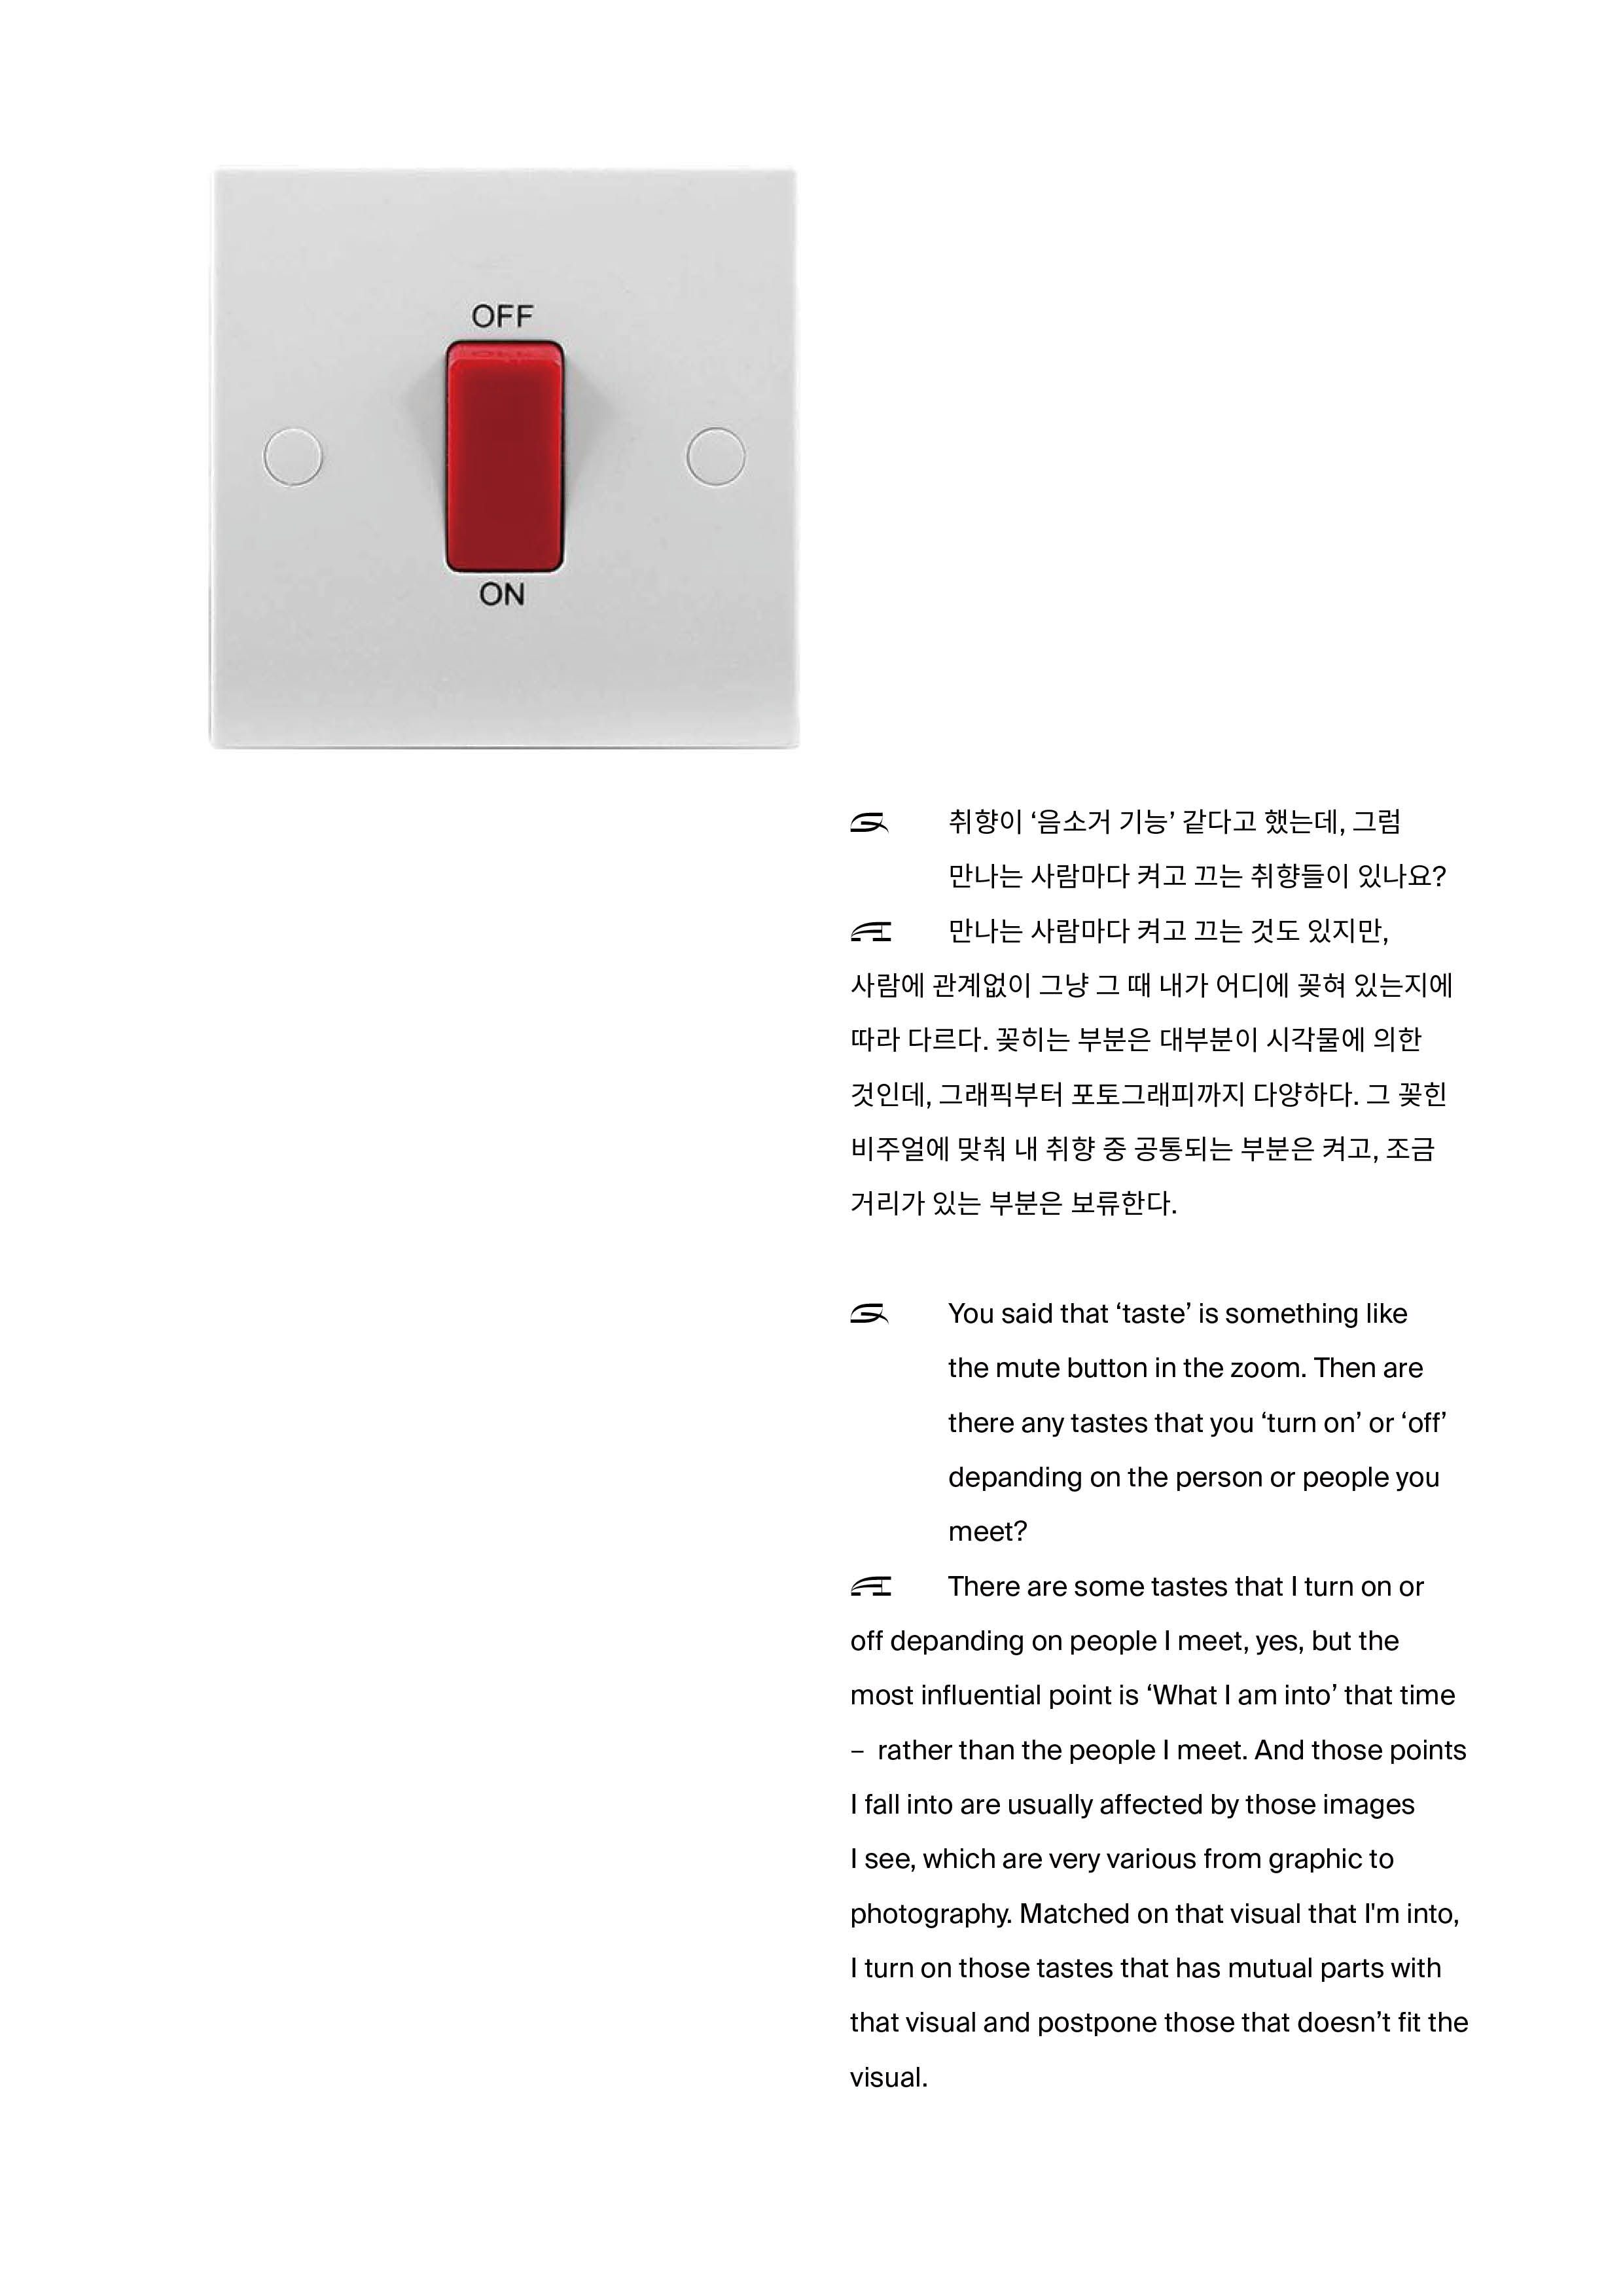 OFF
ON
취향이 ‘음소거 기능’ 같다고 했는데, 그럼
만나는 사람마다 켜고 끄는 취향들이 있나요?
만나는 사람마다 켜고 끄는 것도 있지만,
사람에 관계없이 그냥 그 때 내가 어디에 꽂혀 있는지에
따라 다르다. 꽂히는 부분은 대부분이 시각물에 의한
것인데, 그래픽부터 포토그래피까지 다양하다. 그 꽂힌
비주얼에 맞춰 내 취향 중 공통되는 부분은 켜고, 조금
거리가 있는 부분은 보류한다.
You said that ‘taste’ is something like
the mute button in the zoom. Then are
there any tastes that you ‘turn on’ or ‘off’
depanding on the person or people you
meet?
A There are some tastes that I turn on or
off depanding on people I meet, yes, but the
most influential point is ‘What I am into’ that time
– rather than the people I meet. And those points
I fall into are usually affected by those images
I see, which are very various from graphic to
photography. Matched on that visual that I'm into,
I turn on those tastes that has mutual parts with
that visual and postpone those that doesn’t fit the
visual.